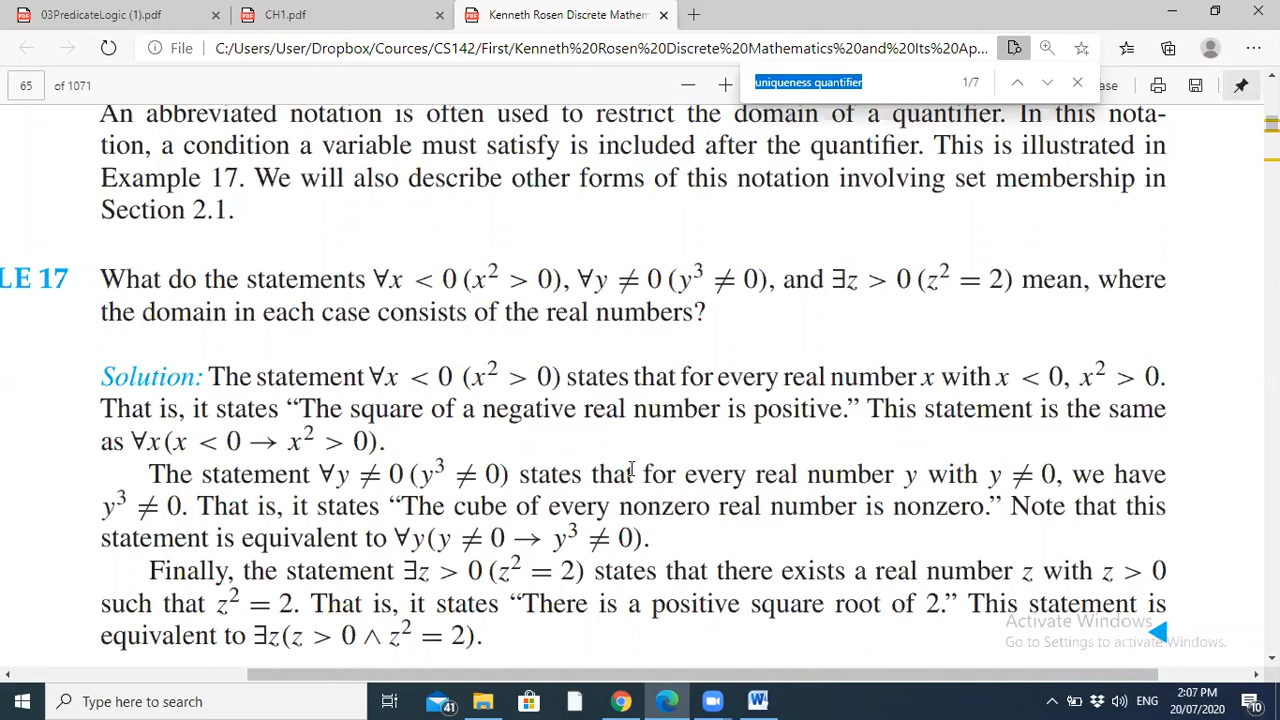 03PredicateLogic (1).pdf
CH1.pdf
Kenneth Rosen Discrete Mathem
File
C:/Users/User/Dropbox/Cources/CS142/First/Kenneth%20Rosen%20Discrete%20Mathematics%20and%20Its%20Ap...
65 of 1071
uniqueness quantifier 1/7
ase
An abbreviated notation is often used to restrict the domain of a quantifier. In this nota-
tion, a condition a variable must satisfy is included after the quantifier. This is illustrated in
Example 17. We will also describe other forms of this notation involving set membership in
Section 2.1.
LE 17 What do the statements ∀x < 0 (x² > 0), ∀y ≠ 0 (y³ ≠ 0), and ∃z > 0 (z² = 2) mean, where
the domain in each case consists of the real numbers?
Solution: The statement ∀x < 0 (x² > 0) states that for every real number x with x < 0, x² > 0.
That is, it states “The square of a negative real number is positive.” This statement is the same
as ∀x(x < 0 → x² > 0).
The statement ∀y ≠ 0 (y³ ≠ 0) states that for every real number y with y ≠ 0, we have
y³ ≠ 0. That is, it states “The cube of every nonzero real number is nonzero.” Note that this
statement is equivalent to ∀y(y ≠ 0 → y³ ≠ 0).
Finally, the statement ∃z > 0 (z² = 2) states that there exists a real number z with z > 0
such that z² = 2. That is, it states “There is a positive square root of 2.” This statement is
equivalent to ∃z(z > 0 ∧ z² = 2).
Activate Windows
Go to Settings to activate Windows.
Type here to search
41
ENG
2:07 PM
20/07/2020
10